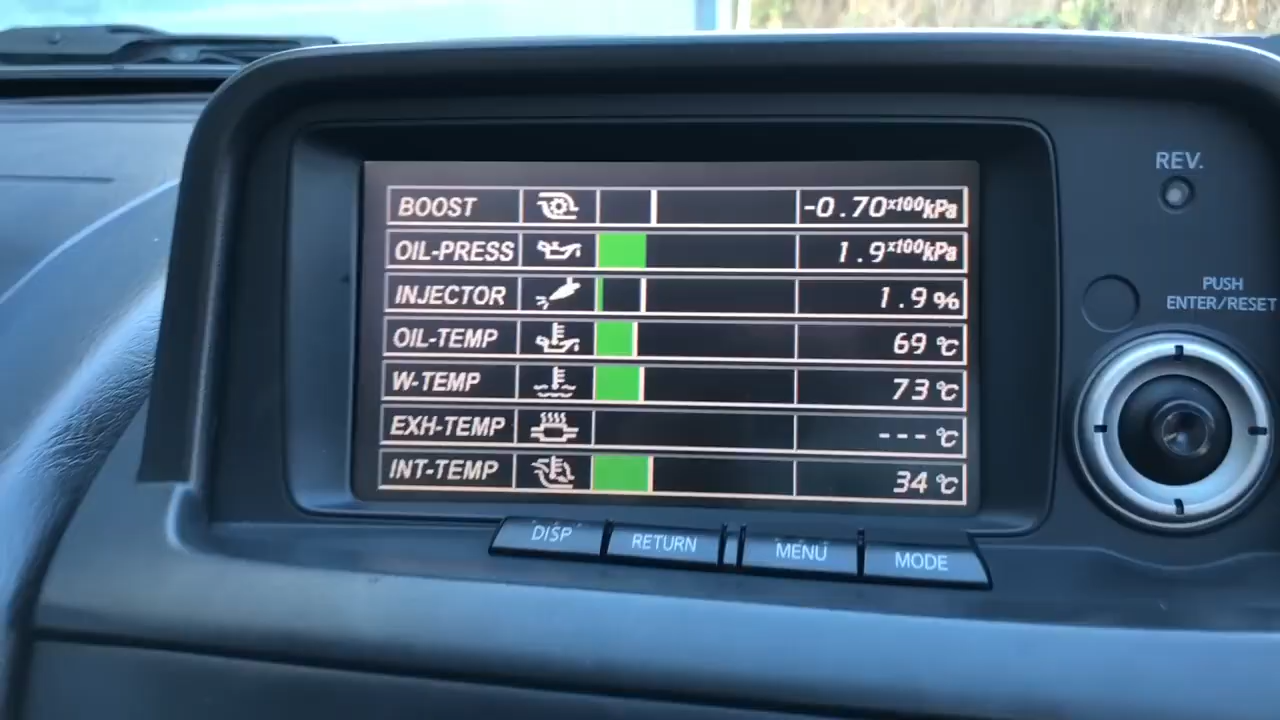 BOOST -0.70x100kPa
OIL-PRESS 1.9x100kPa
INJECTOR 1.9%
OIL-TEMP 69℃
W-TEMP 73℃
EXH-TEMP ---℃
INT-TEMP 34℃
REV.
PUSH
ENTER/RESET
DISP RETURN MENU MODE